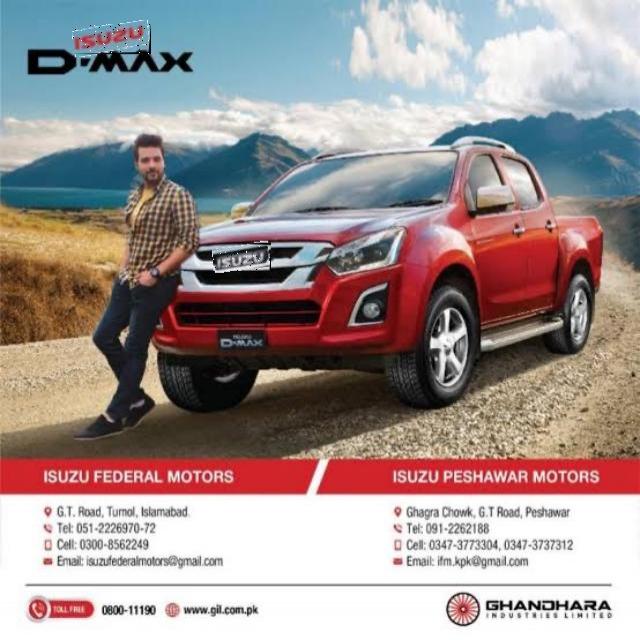 ISUZU
D-MAX
ISUZU
ISUZU
D-MAX
ISUZU FEDERAL MOTORS
G.T. Road, Turnol, Islamabad.
Tel: 051-2226970-72
Cell: 0300-8562249
Email: isuzufederalmotors@gmail.com
ISUZU PESHAWAR MOTORS
Ghagra Chowk, G.T Road, Peshawar
Tel: 091-2262188
Cell: 0347-3773304, 0347-3737312
Email: ifm.kpk@gmail.com
TOLL FREE 0800-11190 www.gil.com.pk
GHANDHARA
INDUSTRIES LIMITED